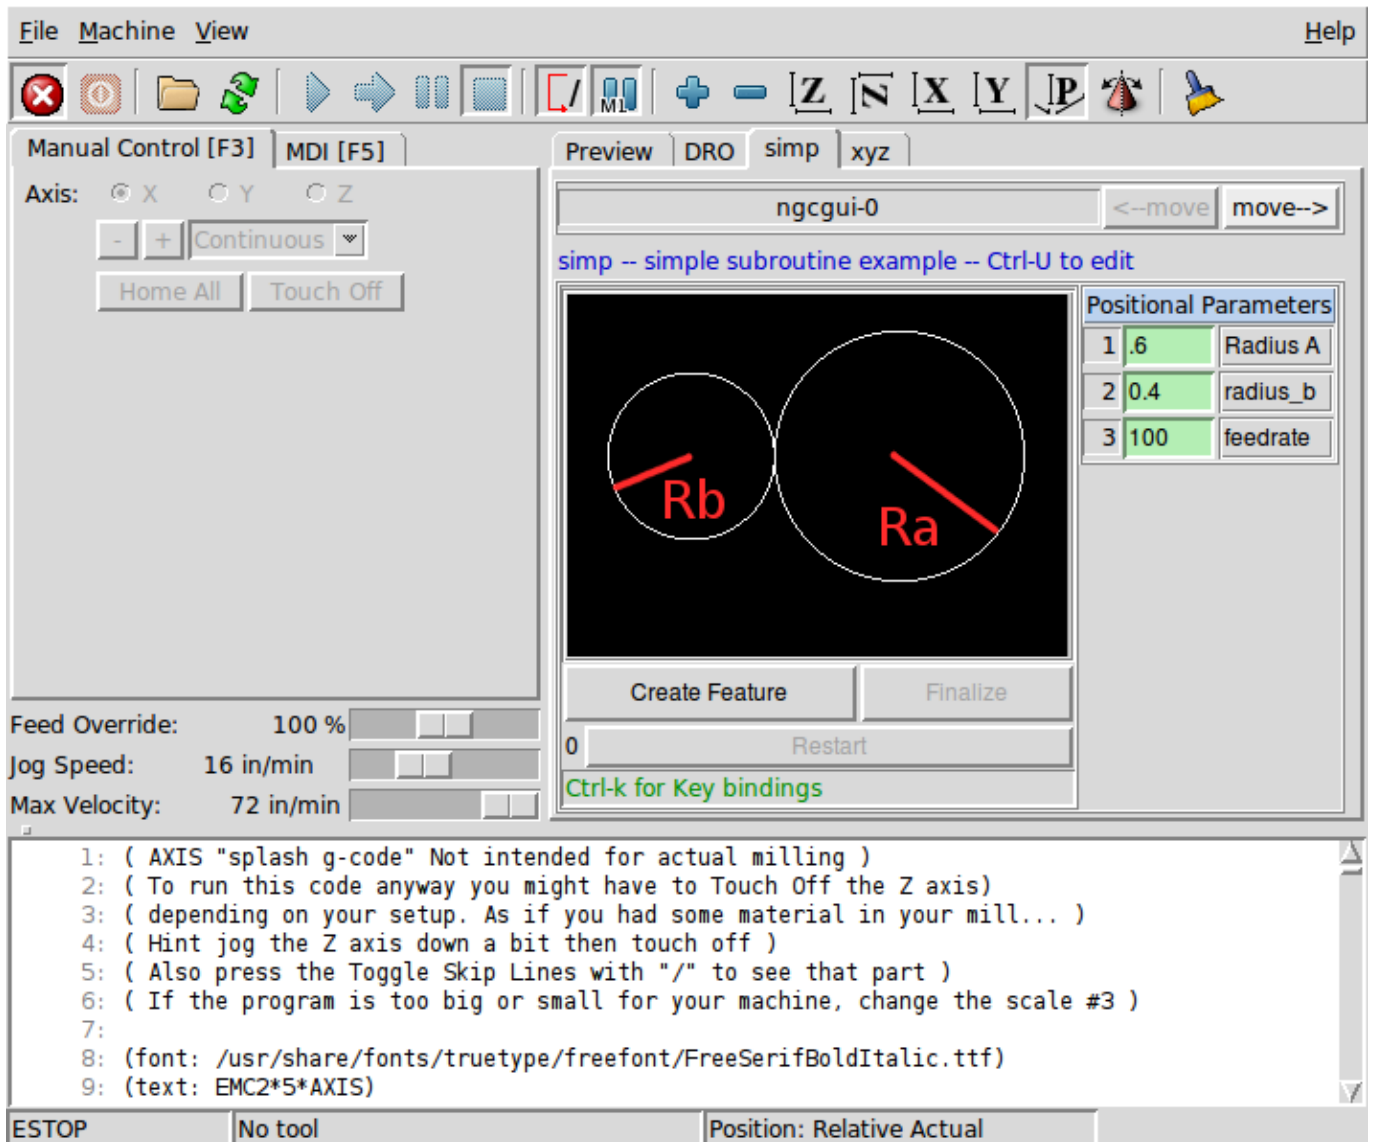 File Machine View Help
M1 Z N X Y P
Manual Control [F3] MDI [F5]
Preview DRO simp xyz
Axis: X Y Z
- + Continuous
Home All Touch Off
ngcgui-0 <--move move-->
simp -- simple subroutine example -- Ctrl-U to edit
Rb
Ra
Positional Parameters
1 .6 Radius A
2 0.4 radius_b
3 100 feedrate
Create Feature Finalize
0 Restart
Ctrl-k for Key bindings
Feed Override: 100 %
Jog Speed: 16 in/min
Max Velocity: 72 in/min
1: ( AXIS "splash g-code" Not intended for actual milling )
2: ( To run this code anyway you might have to Touch Off the Z axis)
3: ( depending on your setup. As if you had some material in your mill... )
4: ( Hint jog the Z axis down a bit then touch off )
5: ( Also press the Toggle Skip Lines with "/" to see that part )
6: ( If the program is too big or small for your machine, change the scale #3 )
7:
8: (font: /usr/share/fonts/truetype/freefont/FreeSerifBoldItalic.ttf)
9: (text: EMC2*5*AXIS)
ESTOP No tool Position: Relative Actual